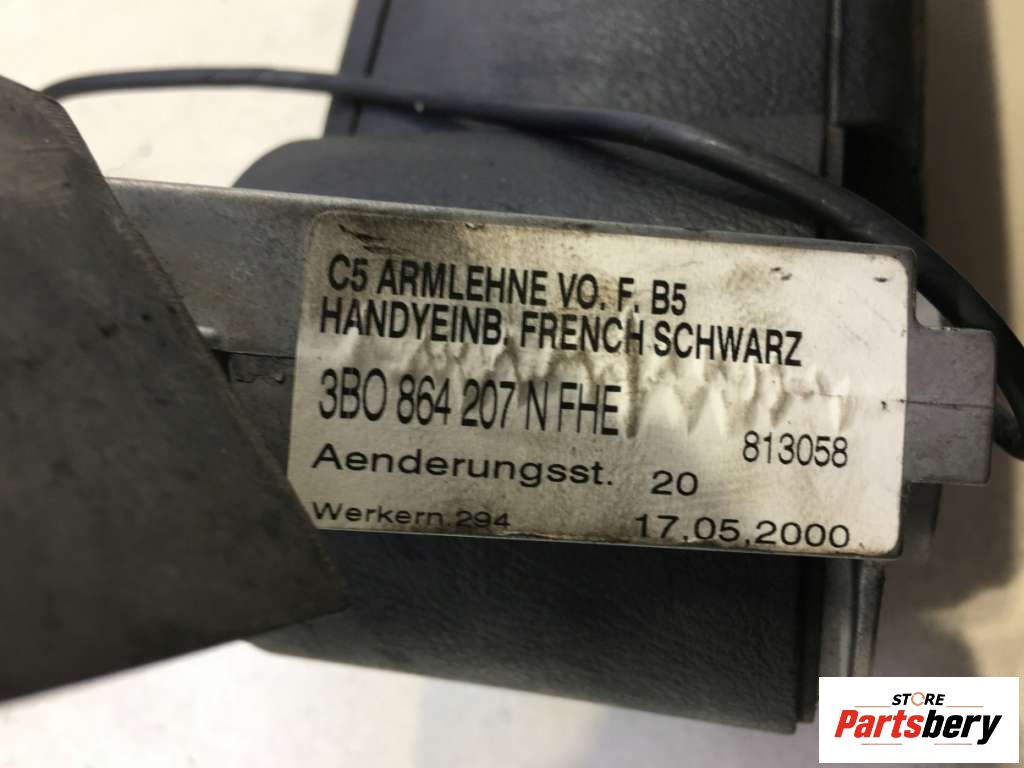 C5 ARMLEHNE VO. F. B5
HANDYEINB. FRENCH SCHWARZ
3B0 864 207 N FHE
813058
Aenderungsst. 20
Werkern.294 17,05,2000
STORE
Partsbery